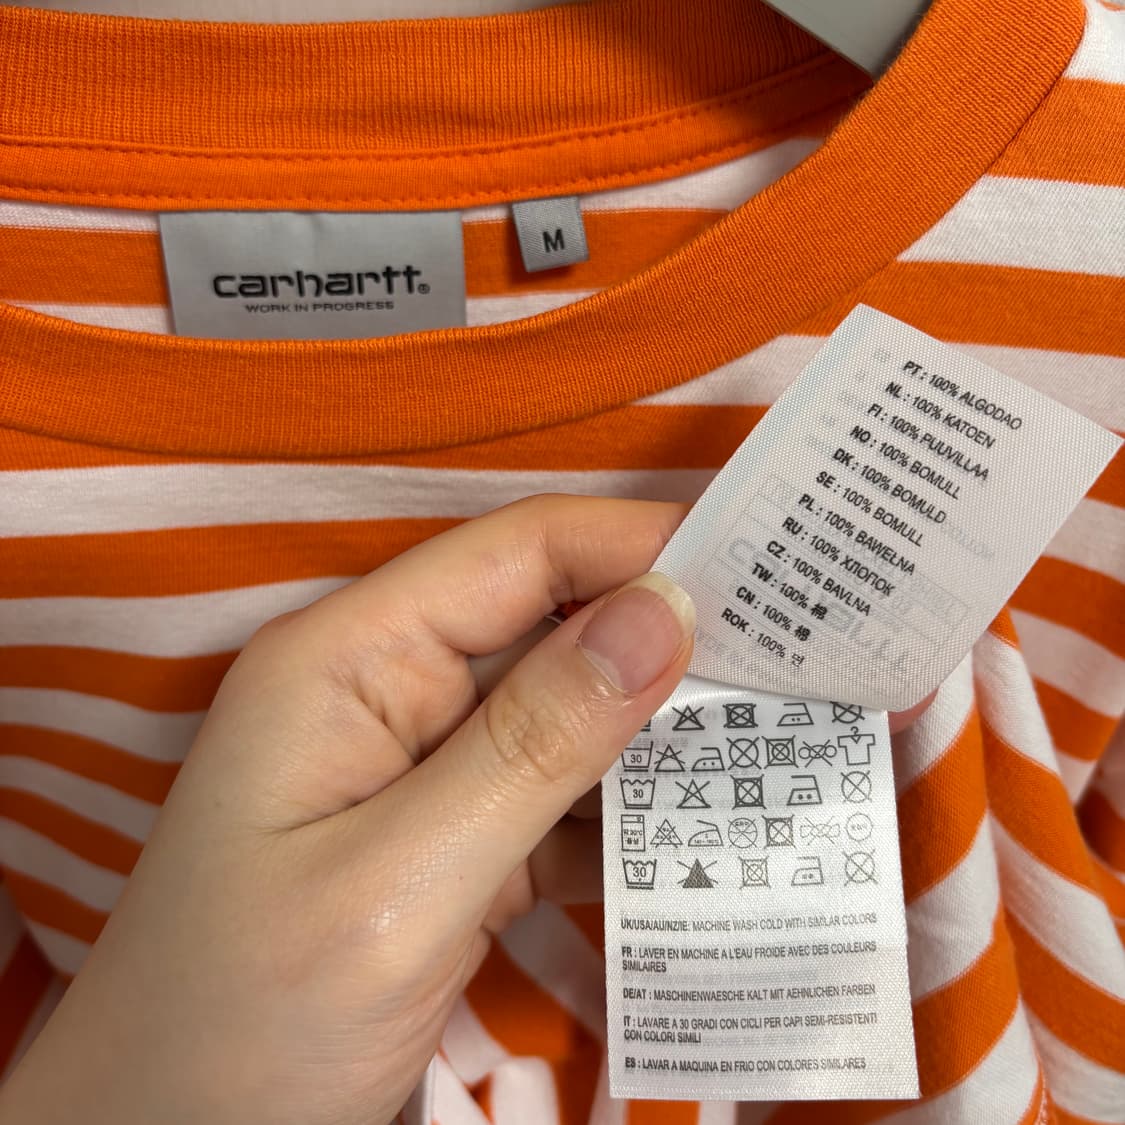 carhartt®
WORK IN PROGRESS
M
PT : 100% ALGODAO
NL : 100% KATOEN
FI : 100% PUUVILLAA
NO : 100% BOMULL
DK : 100% BOMULD
SE : 100% BOMULL
PL : 100% BAWEŁNA
RU : 100% ХЛОПОК
CZ : 100% BAVLNA
TW : 100% 棉
CN : 100% 棉
ROK : 100% 면
30
30
30
UK/USA/AU/NZ/IE: MACHINE WASH COLD WITH SIMILAR COLORS
FR : LAVER EN MACHINE A L'EAU FROIDE AVEC DES COULEURS
SIMILAIRES
DE/AT : MASCHINENWAESCHE KALT MIT AEHNLICHEN FARBEN
IT : LAVARE A 30 GRADI CON CICLI PER CAPI SEMI-RESISTENTI
CON COLORI SIMILI
ES : LAVAR A MAQUINA EN FRIO CON COLORES SIMILARES